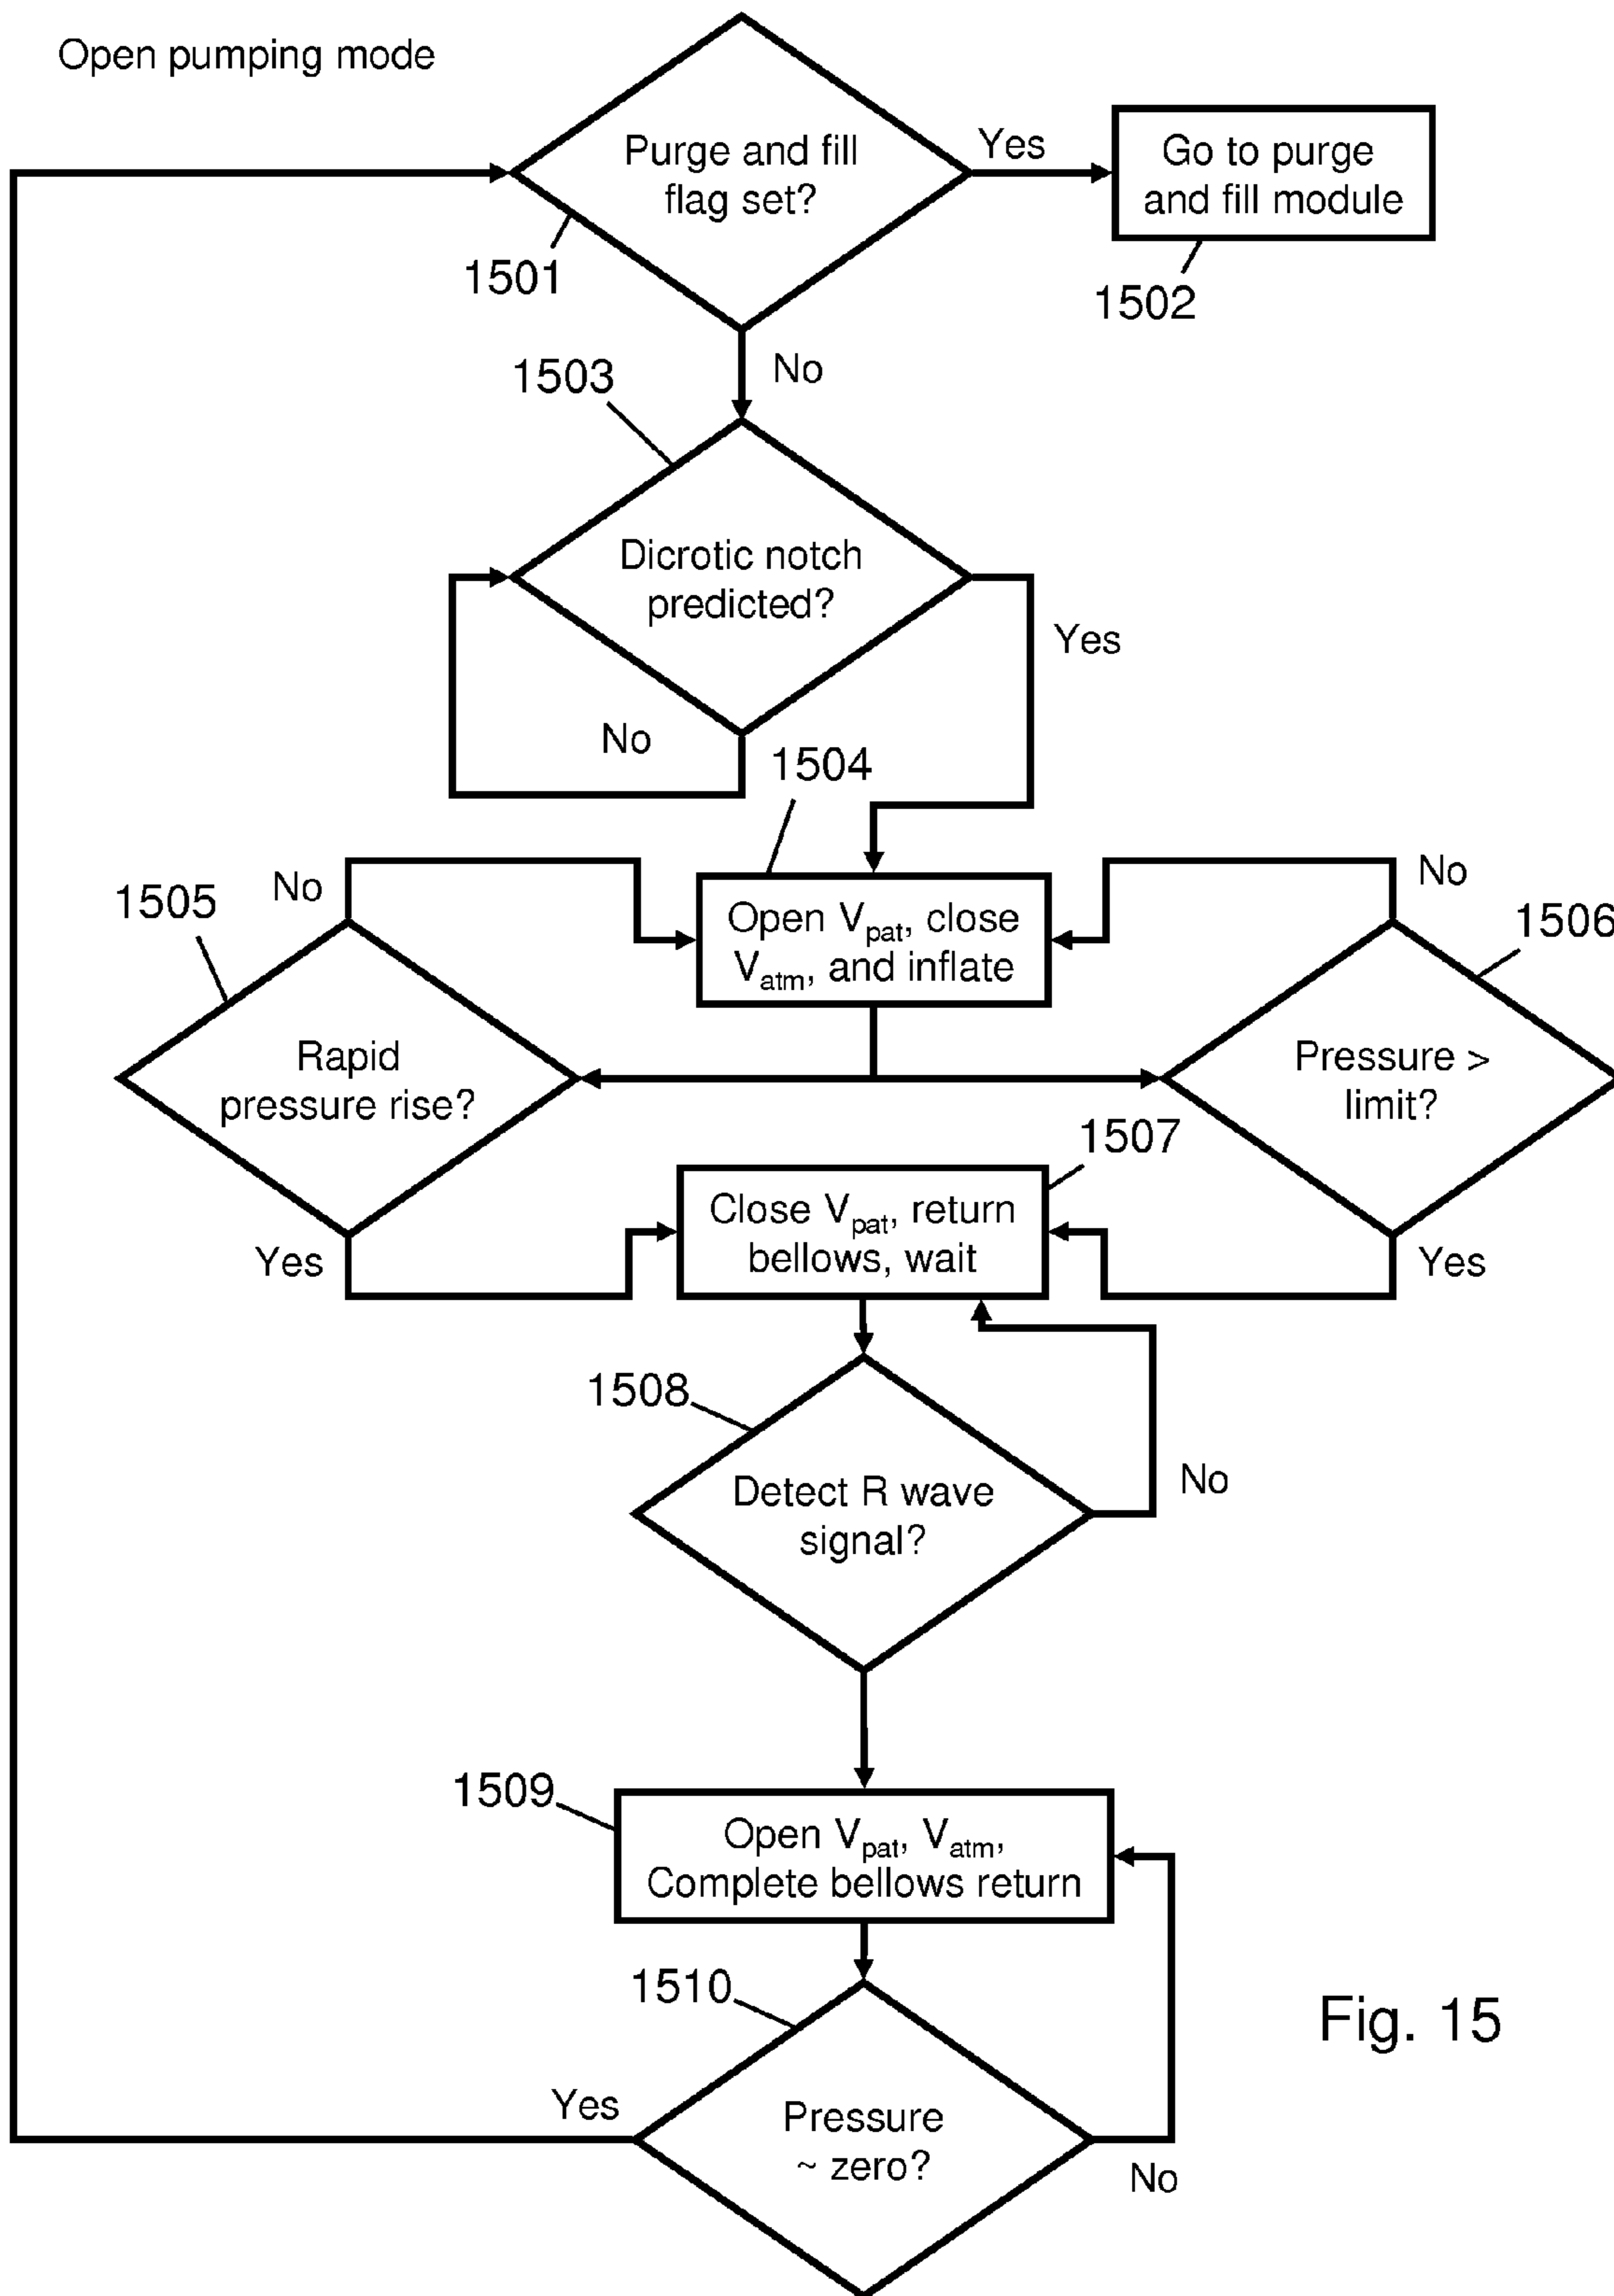 Open pumping mode
Purge and fill
flag set?
Yes
Go to purge
and fill module
1501
1502
No
1503
Dicrotic notch
predicted?
Yes
No
1504
No
No
1505
1506
Open Vpat, close
Vatm, and inflate
Rapid
pressure rise?
Pressure >
limit?
1507
Close Vpat, return
bellows, wait
Yes
Yes
1508
Detect R wave
signal?
No
1509
Open Vpat, Vatm,
Complete bellows return
1510
Fig. 15
Yes
Pressure
~ zero?
No